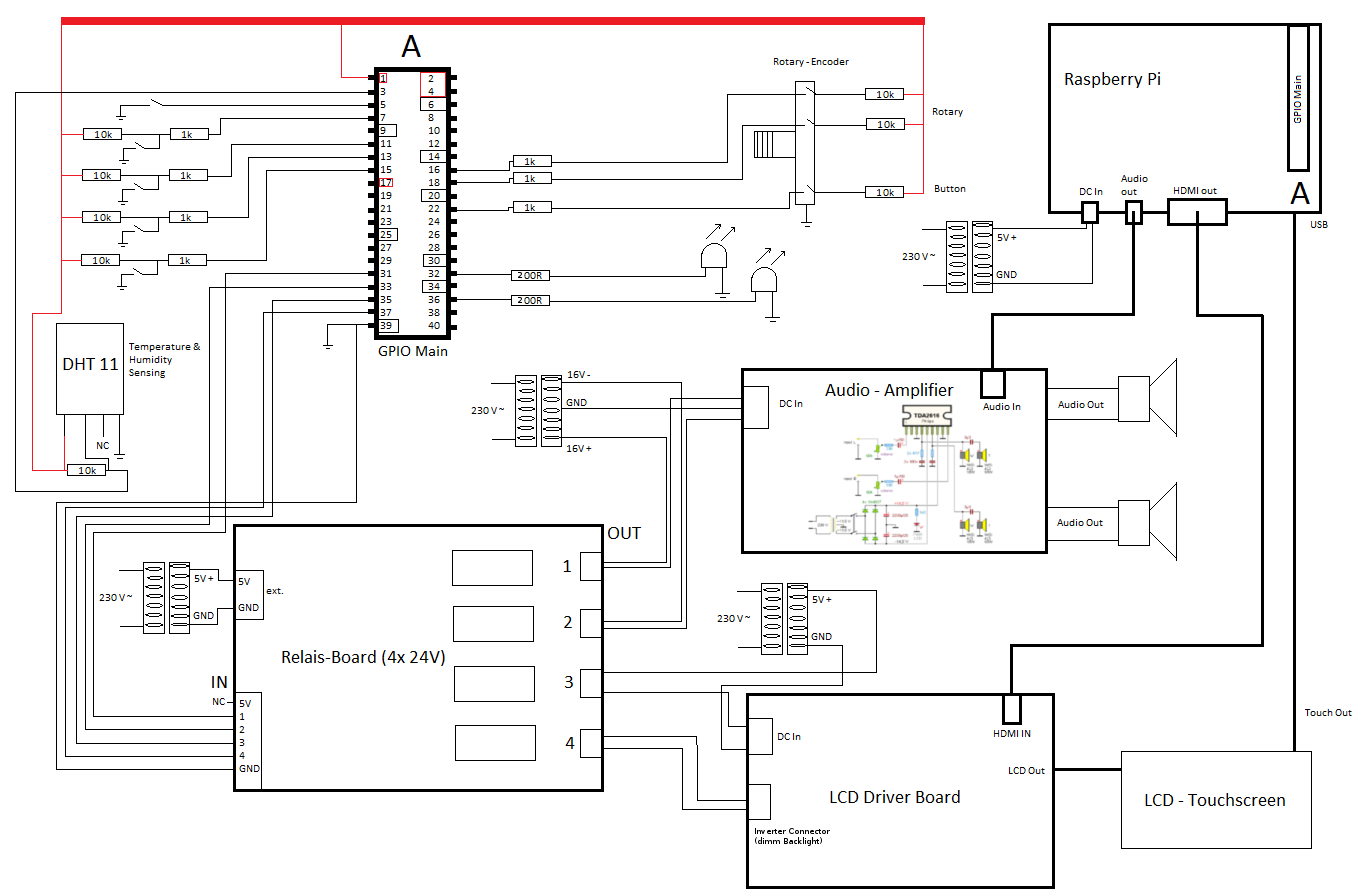 A
Rotary - Encoder
Raspberry Pi
GPIO Main
A
DC In
Audio
out
HDMI out
USB
1 2
3 4
5 6
7 8
9 10
11 12
13 14
15 16
17 18
19 20
21 22
23 24
25 26
27 28
29 30
31 32
33 34
35 36
37 38
39 40
GPIO Main
10k 1k
10k 1k
10k 1k
10k 1k
1k
1k
1k
200R
200R
10k
10k
10k
Rotary
Button
230 V~
5V +
GND
DHT 11
Temperature &
Humidity
Sensing
NC
10k
230 V~
16V -
GND
16V +
Audio - Amplifier
DC In
Audio In
TDA2616
Audio Out
Audio Out
OUT
1
2
3
4
230 V~
5V +
GND
5V
GND
ext.
Relais-Board (4x 24V)
IN
NC
5V
1
2
3
4
GND
230 V~
5V +
GND
DC In
HDMI IN
LCD Out
LCD Driver Board
Inverter Connector
(dimm Backlight)
Touch Out
LCD - Touchscreen